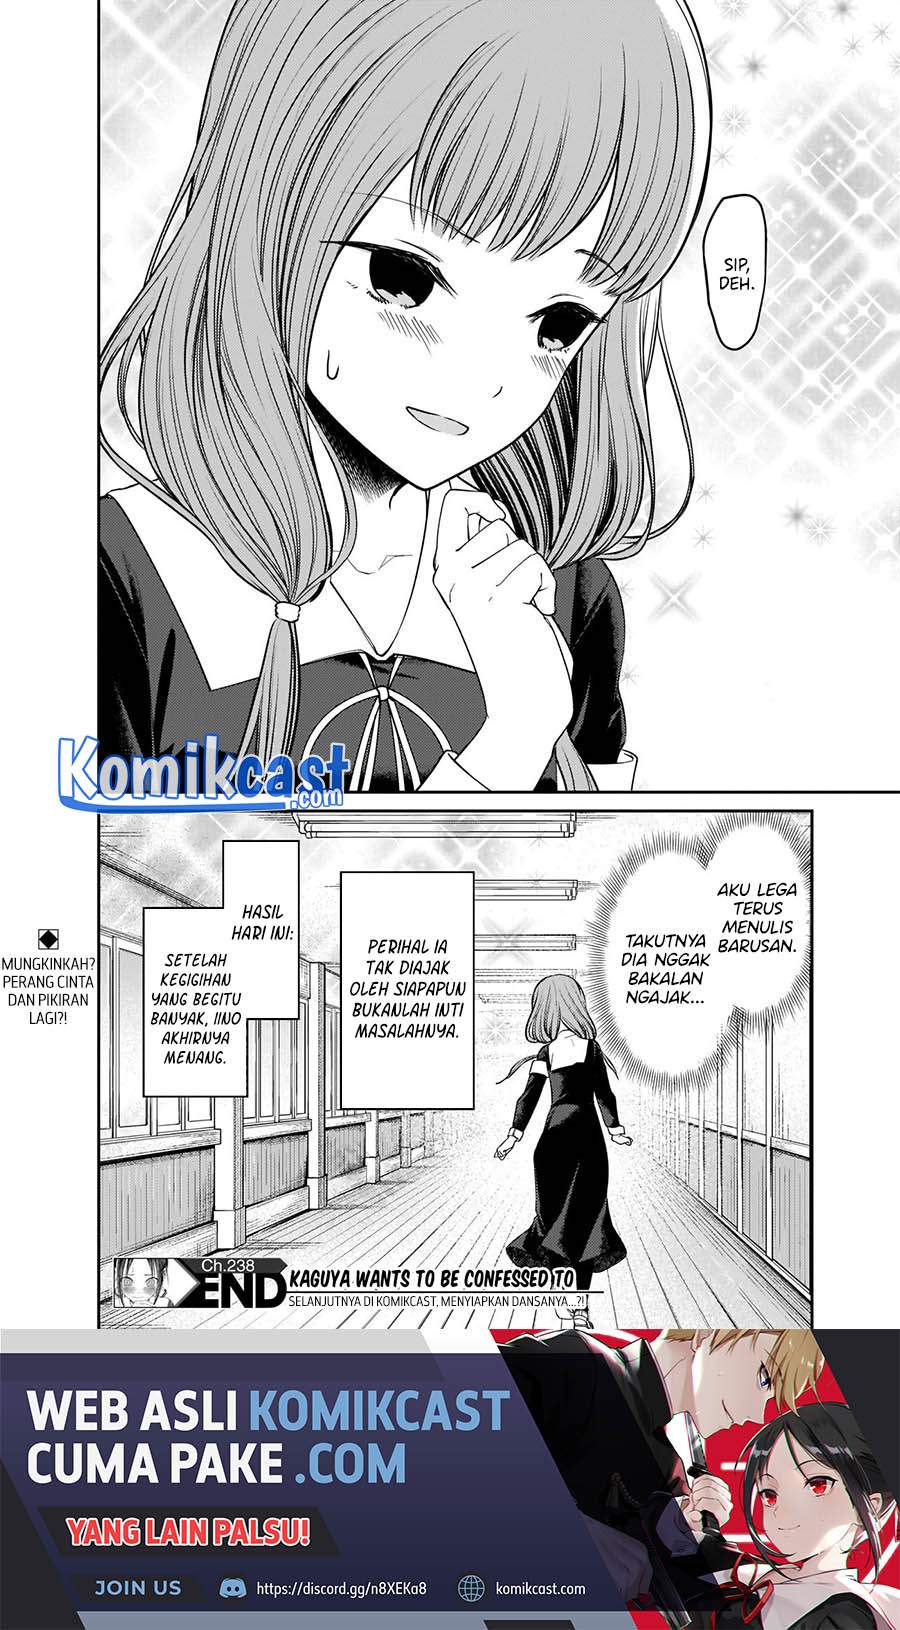 SIP,
DEH.
Komikcast
.com
AKU LEGA
TERUS
MENULIS
BARUSAN.
TAKUTNYA
DIA NGGAK
BAKALAN
NGAJAK...
PERIHAL IA
TAK DIAJAK
OLEH SIAPAPUN
BUKANLAH INTI
MASALAHNYA.
HASIL
HARI INI:
SETELAH
KEGIGIHAN
YANG BEGITU
BANYAK, IINO
AKHIRNYA
MENANG.
MUNGKINKAH?
PERANG CINTA
DAN PIKIRAN
LAGI?!
Ch.238
END
KAGUYA WANTS TO BE CONFESSED TO
SELANJUTNYA DI KOMIKCAST, MENYIAPKAN DANSANYA...?!
WEB ASLI KOMIKCAST
CUMA PAKE .COM
YANG LAIN PALSU!
JOIN US
https://discord.gg/n8XEKa8
komikcast.com